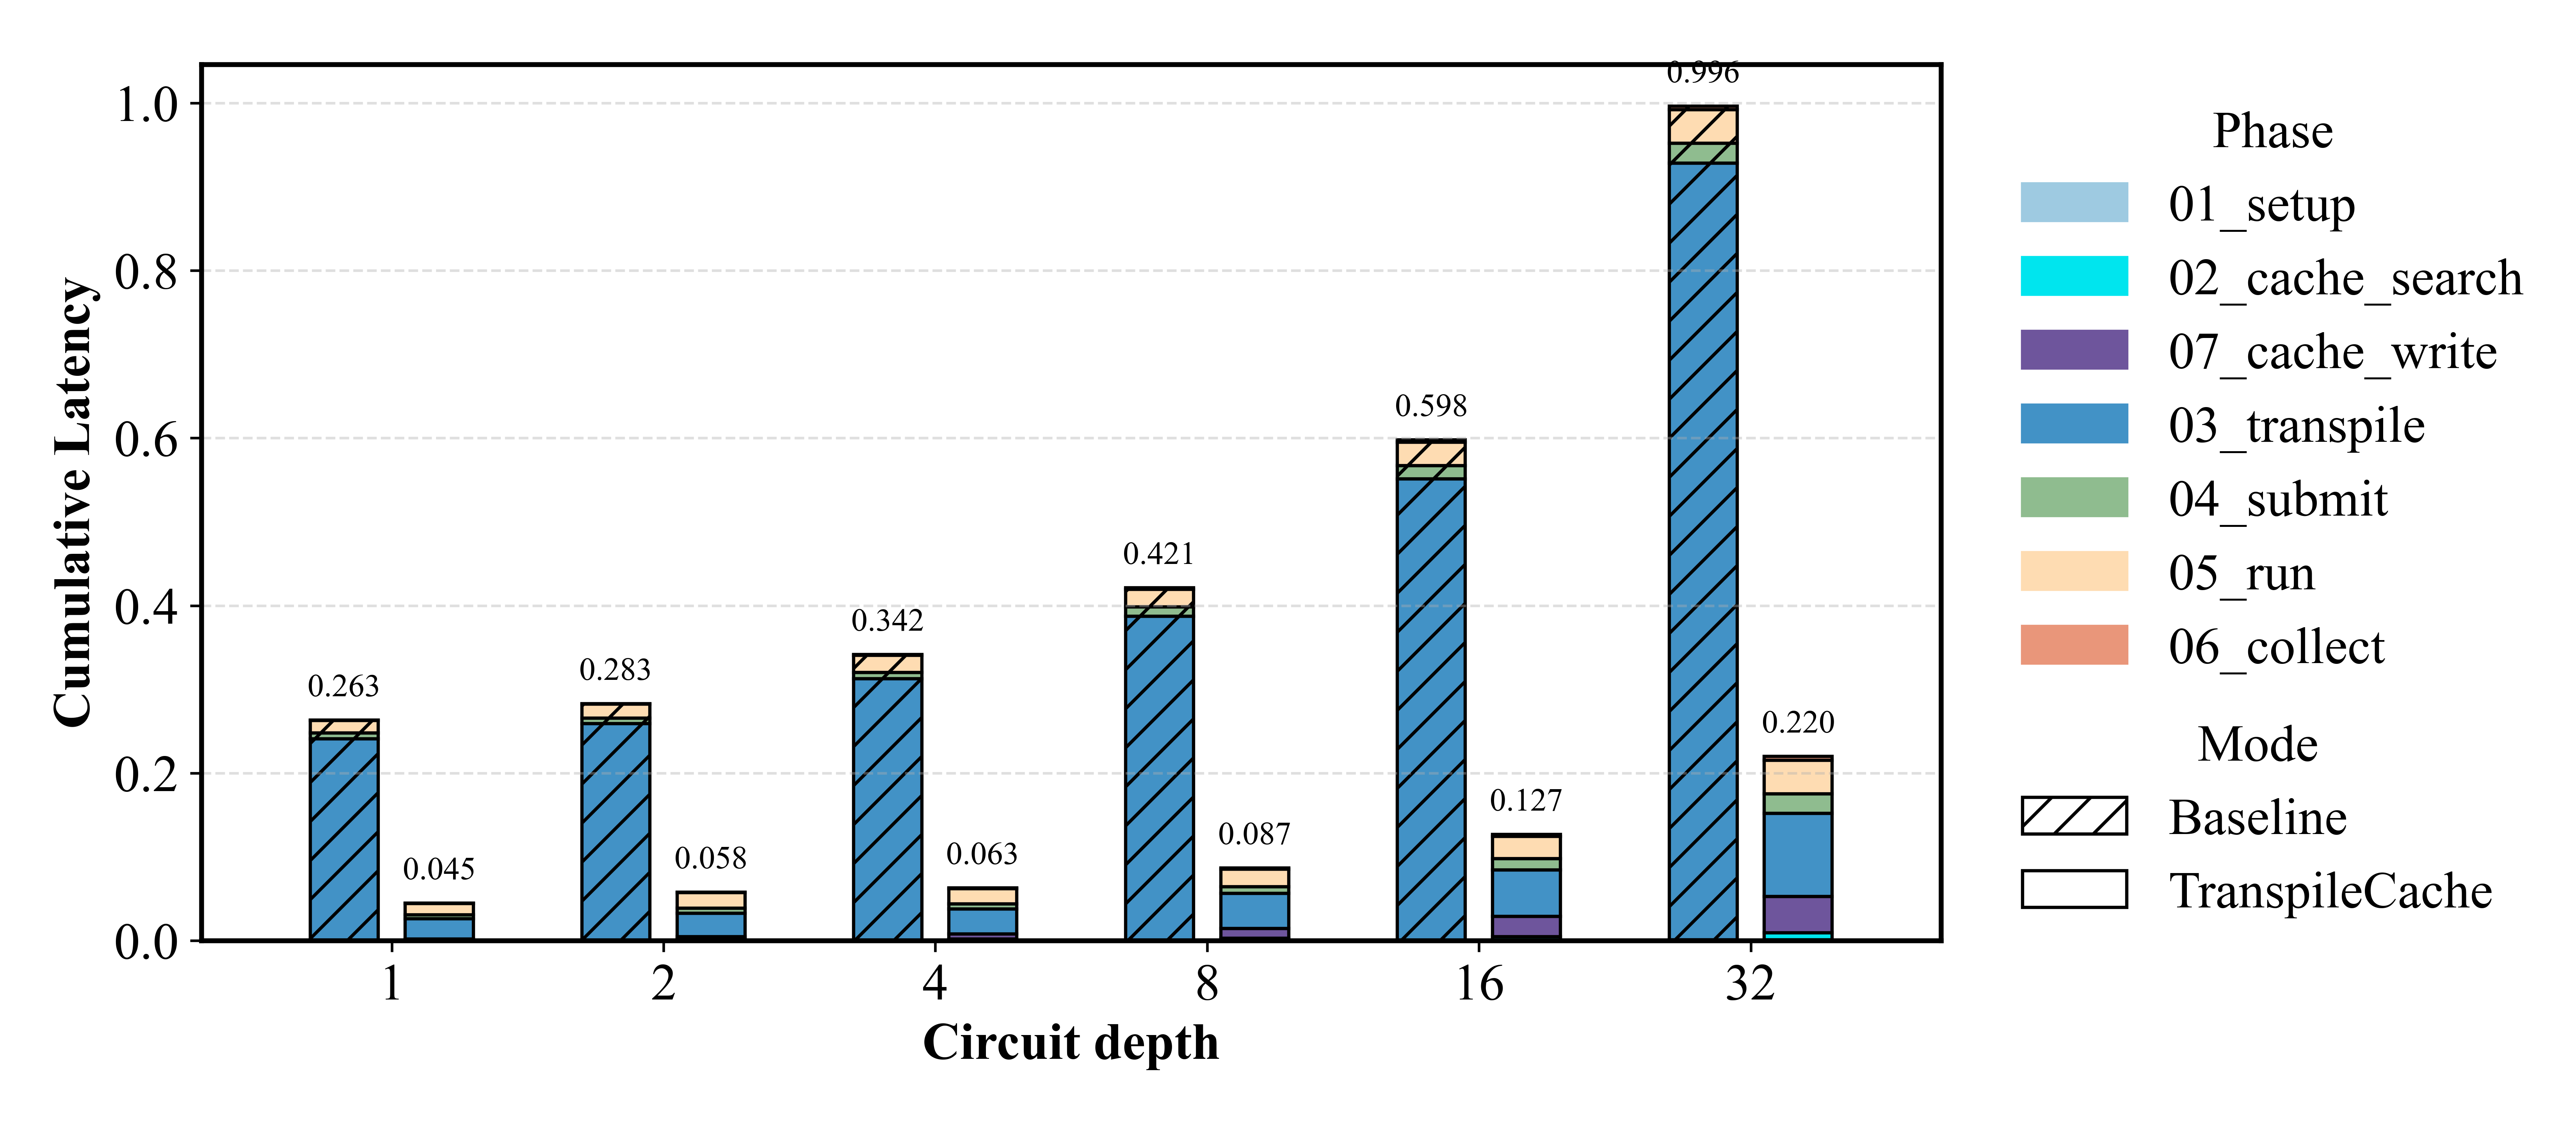 Cumulative Latency
1.0
0.8
0.6
0.4
0.2
0.0
0.263
0.045
0.283
0.058
0.342
0.063
0.421
0.087
0.598
0.127
0.996
0.220
1
2
4
8
16
32
Circuit depth
Phase
01_setup
02_cache_search
07_cache_write
03_transpile
04_submit
05_run
06_collect
Mode
Baseline
TranspileCache